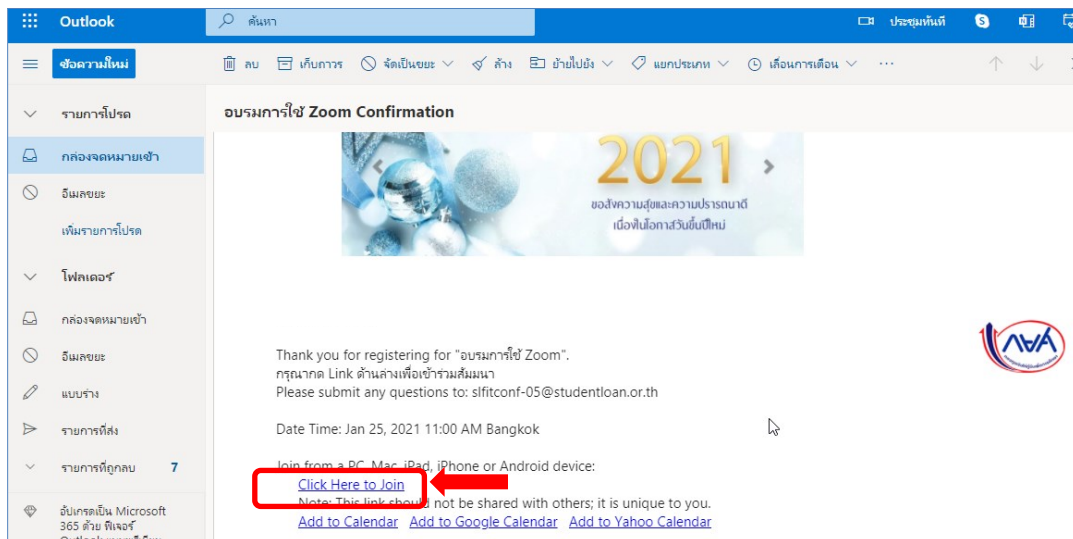 Outlook
ค้นหา
ประชุมทันที
ข้อความใหม่
ลบ เก็บถาวร จัดเป็นขยะ ล้าง ย้ายไปยัง แยกประเภท เลื่อนการเตือน ...
รายการโปรด
อบรมการใช้ Zoom Confirmation
กล่องจดหมายเข้า
อีเมลขยะ
เพิ่มรายการโปรด
2021
ขอส่งความสุขและความปรารถนาดี
เนื่องในโอกาสวันขึ้นปีใหม่
โฟลเดอร์
กล่องจดหมายเข้า
อีเมลขยะ
แบบร่าง
รายการที่ส่ง
รายการที่ถูกลบ 7
อัปเกรดเป็น Microsoft
365 ด้วย ฟีเจอร์
กยศ
Thank you for registering for "อบรมการใช้ Zoom".
กรุณากด Link ด้านล่างเพื่อเข้าร่วมสัมมนา
Please submit any questions to: slfitconf-05@studentloan.or.th
Date Time: Jan 25, 2021 11:00 AM Bangkok
Join from a PC, Mac, iPad, iPhone or Android device:
Click Here to Join
Note: This link should not be shared with others; it is unique to you.
Add to Calendar Add to Google Calendar Add to Yahoo Calendar